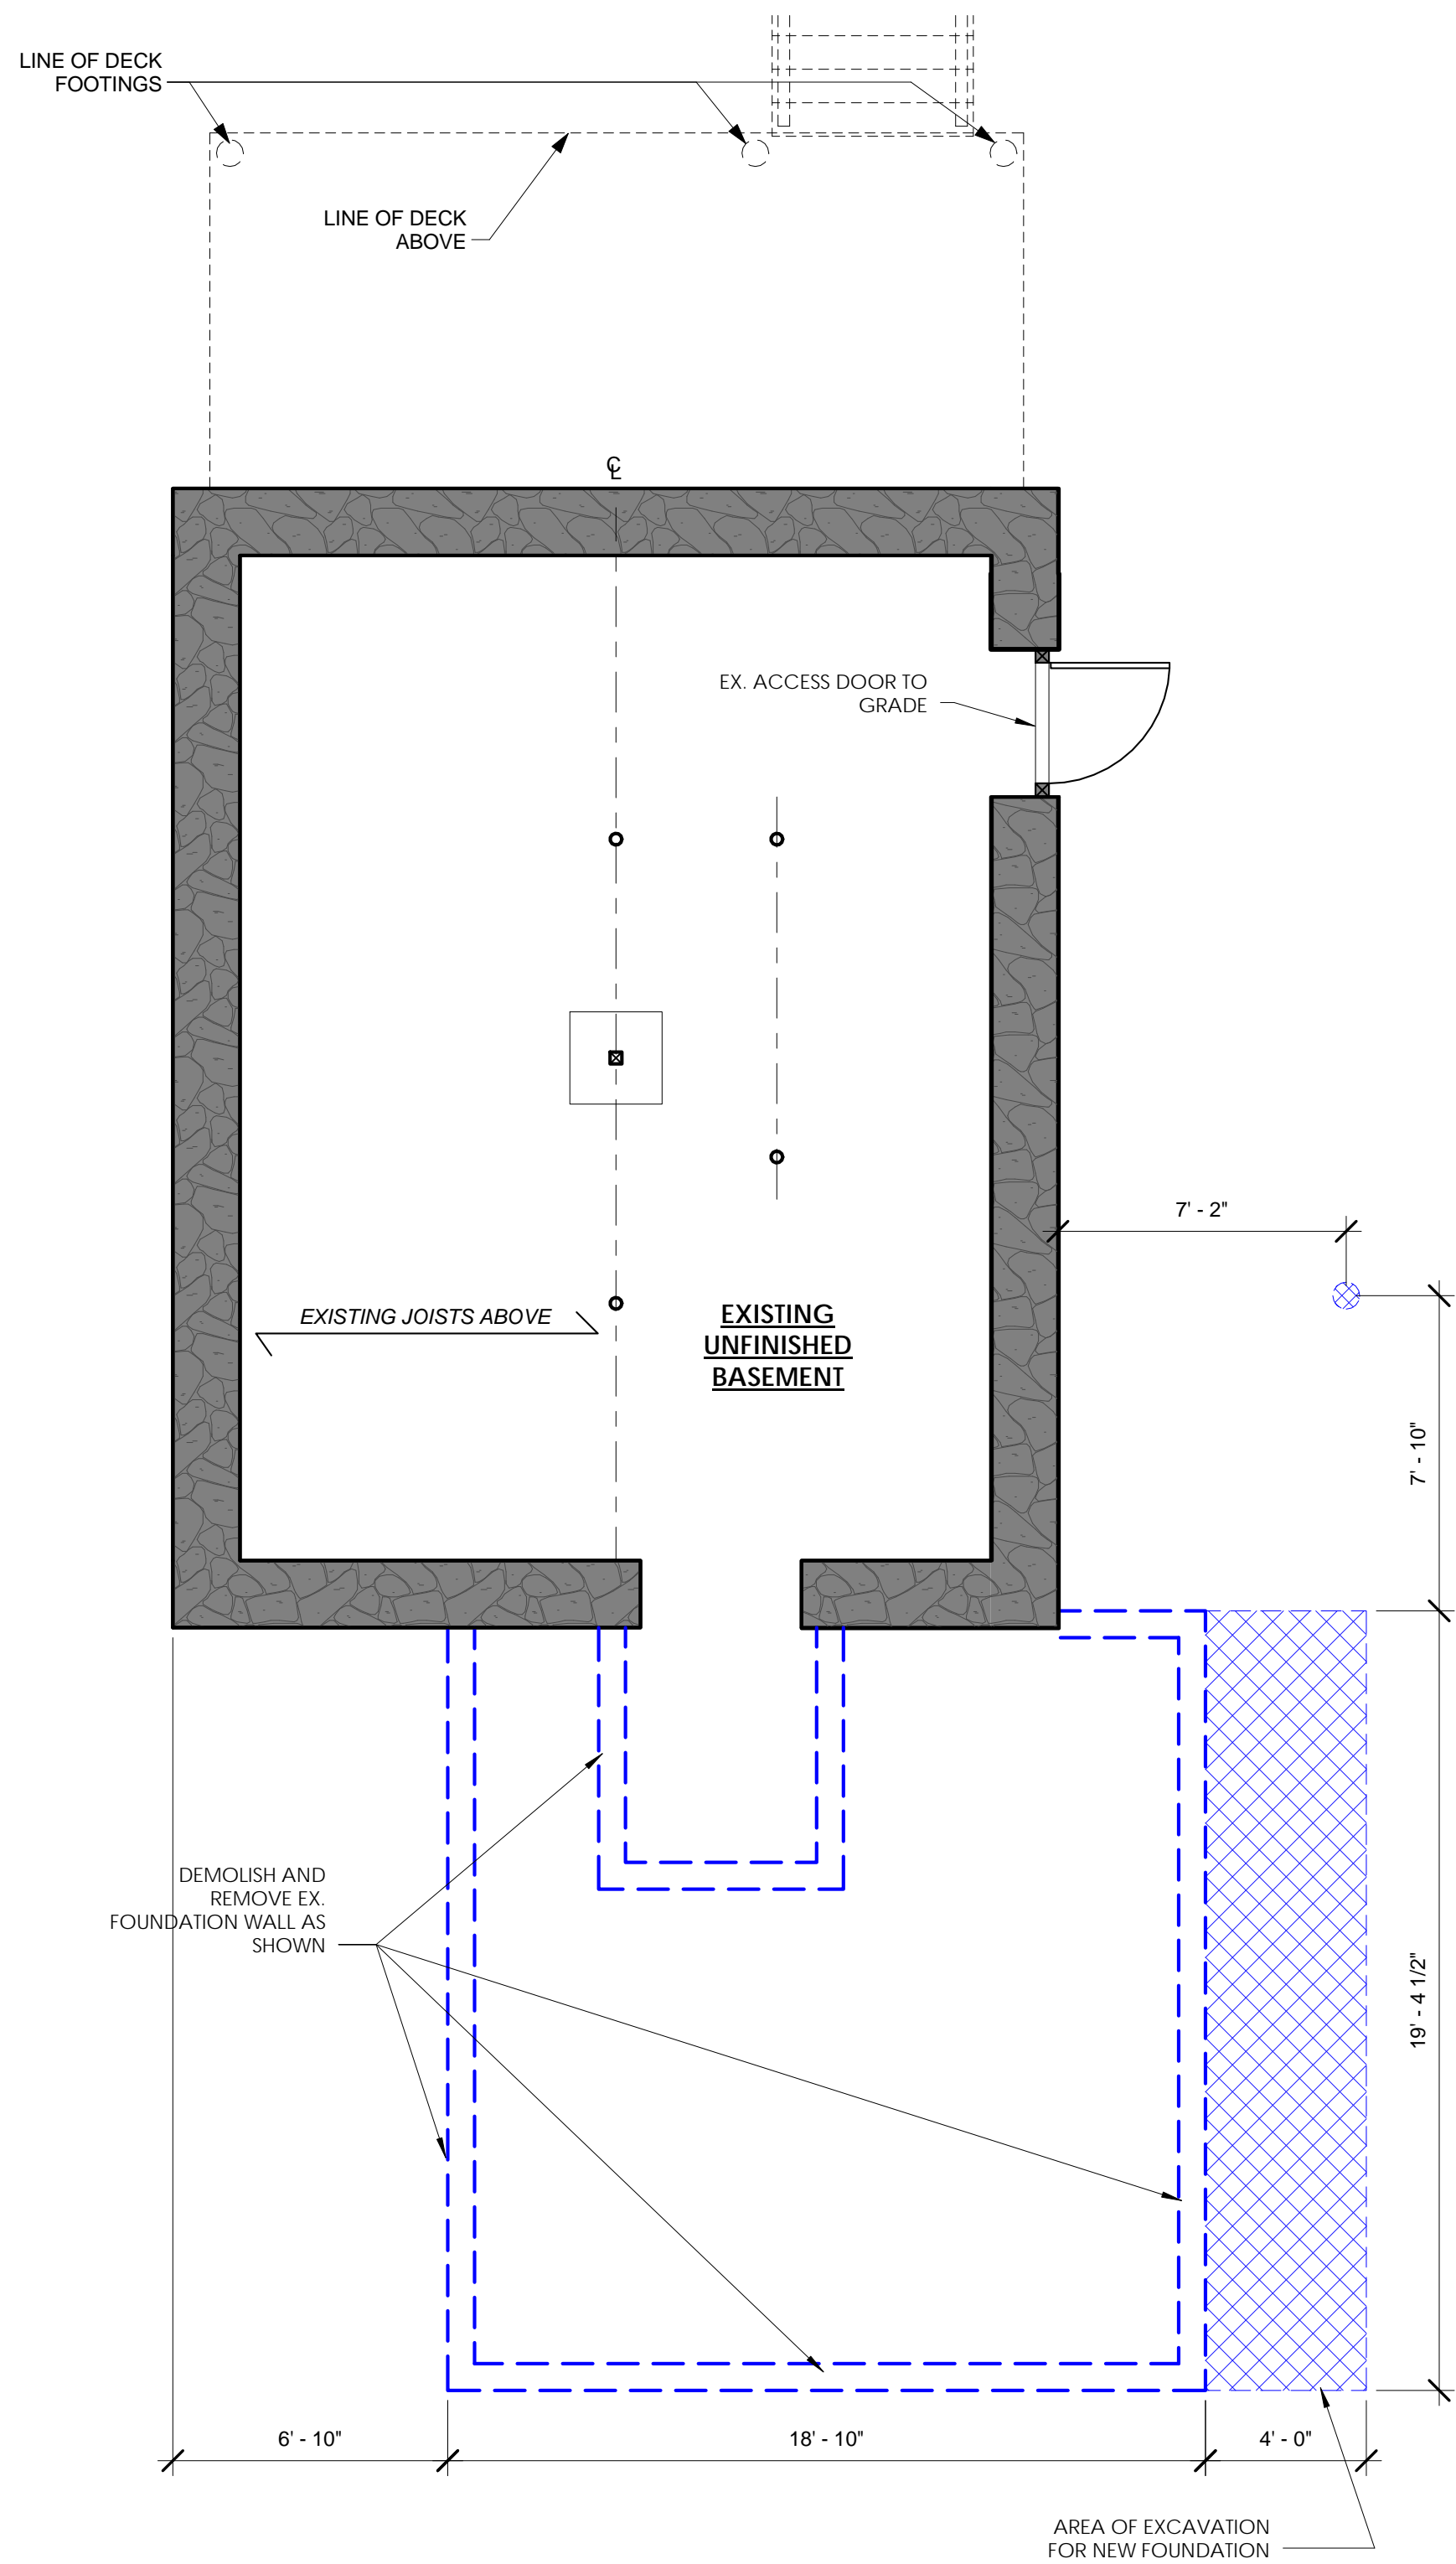 LINE OF DECK
FOOTINGS
LINE OF DECK
ABOVE
℄
EX. ACCESS DOOR TO
GRADE
7' - 2"
EXISTING JOISTS ABOVE
EXISTING
UNFINISHED
BASEMENT
7' - 10"
DEMOLISH AND
REMOVE EX.
FOUNDATION WALL AS
SHOWN
19' - 4 1/2"
6' - 10"
18' - 10"
4' - 0"
AREA OF EXCAVATION
FOR NEW FOUNDATION